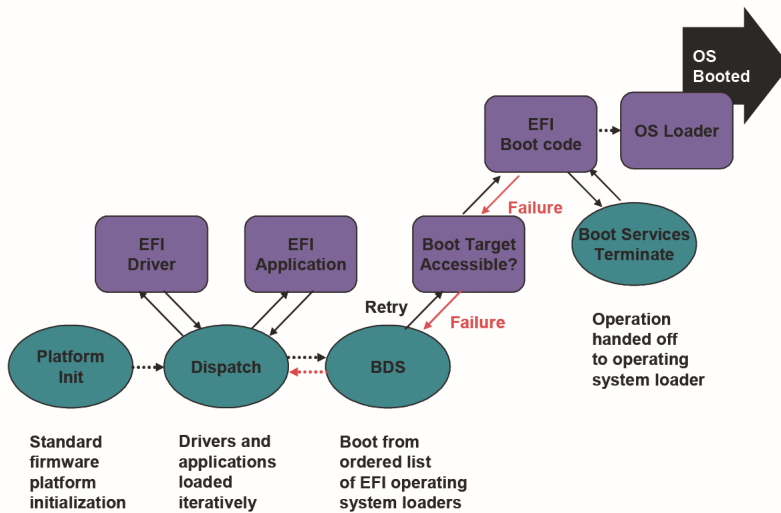 OS
Booted
EFI
Boot code
OS Loader
Failure
EFI
Driver
EFI
Application
Boot Target
Accessible?
Boot Services
Terminate
Retry
Failure
Operation
handed off
to operating
system loader
Platform
Init
Dispatch
BDS
Standard
firmware
platform
initialization
Drivers and
applications
loaded
iteratively
Boot from
ordered list
of EFI operating
system loaders